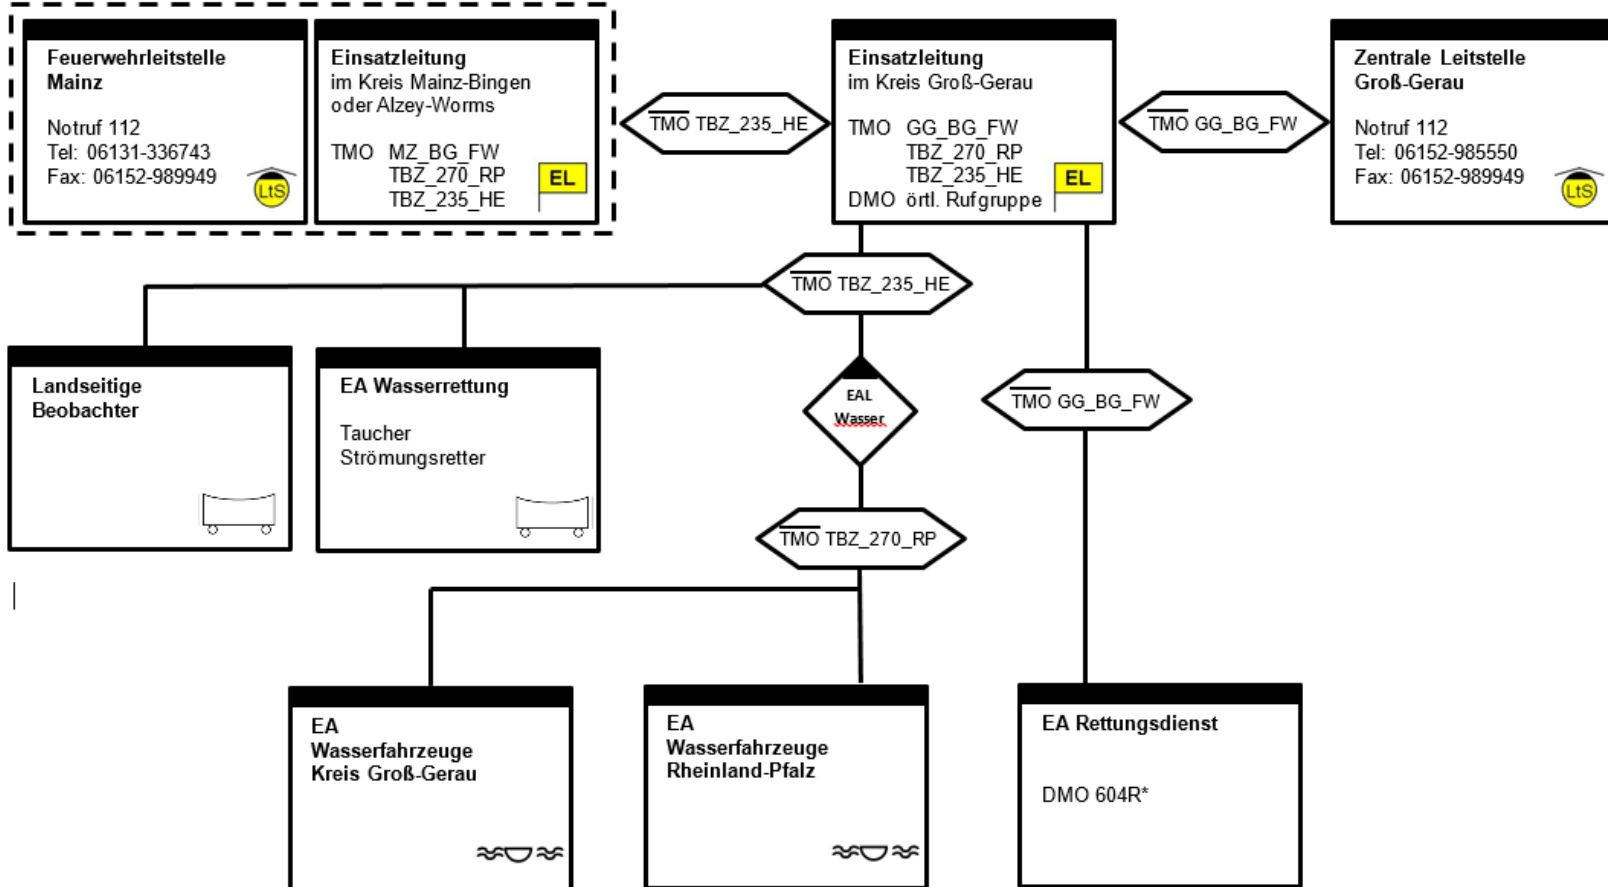 Feuerwehrleitstelle
Mainz
Notruf 112
Tel: 06131-336743
Fax: 06152-989949
LtS
Einsatzleitung
im Kreis Mainz-Bingen
oder Alzey-Worms
TMO MZ_BG_FW
TBZ_270_RP
TBZ_235_HE
EL
TMO TBZ_235_HE
Einsatzleitung
im Kreis Groß-Gerau
TMO GG_BG_FW
TBZ_270_RP
TBZ_235_HE
DMO örtl. Rufgruppe
EL
TMO GG_BG_FW
Zentrale Leitstelle
Groß-Gerau
Notruf 112
Tel: 06152-985550
Fax: 06152-989949
LtS
TMO TBZ_235_HE
Landseitige
Beobachter
EA Wasserrettung
Taucher
Strömungsretter
EAL
Wasser
TMO GG_BG_FW
TMO TBZ_270_RP
EA
Wasserfahrzeuge
Kreis Groß-Gerau
EA
Wasserfahrzeuge
Rheinland-Pfalz
EA Rettungsdienst
DMO 604R*